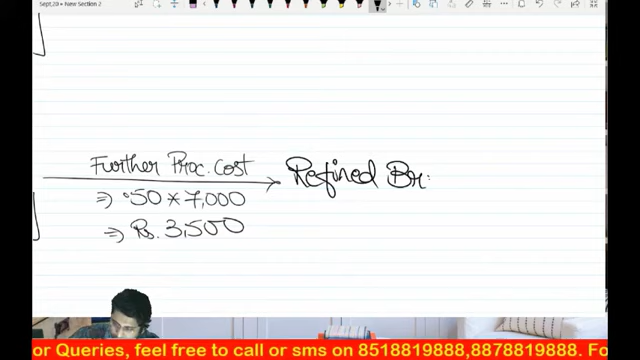 Sept,20 • New Section 2
Further Proc. Cost
Refined Br.
⇒ .50 × 7,000
⇒ Rs. 3,500
or Queries, feel free to call or sms on 8518819888,8878819888. Fo